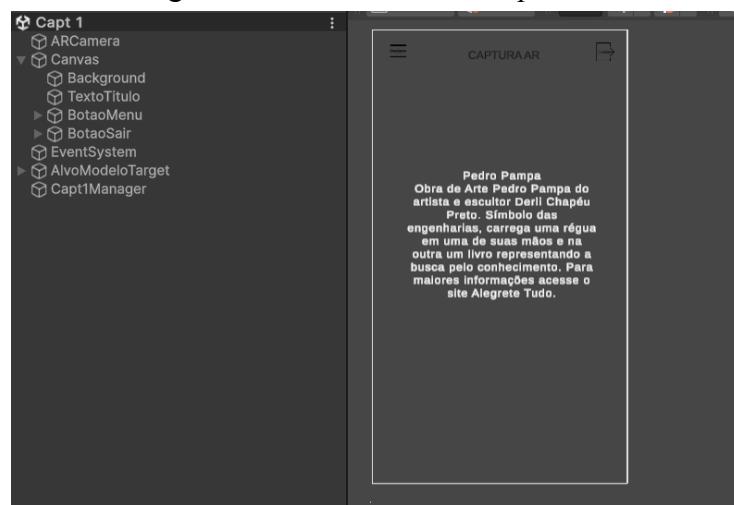 Capt 1
ARCamera
Canvas
Background
TextoTitulo
BotaoMenu
BotaoSair
EventSystem
AlvoModeloTarget
Capt1Manager
CAPTURA AR
Pedro Pampa
Obra de Arte Pedro Pampa do
artista e escultor Derli Chapéu
Preto. Símbolo das
engenharias, carrega uma régua
em uma de suas mãos e na
outra um livro representando a
busca pelo conhecimento. Para
maiores informações acesse o
site Alegrete Tudo.